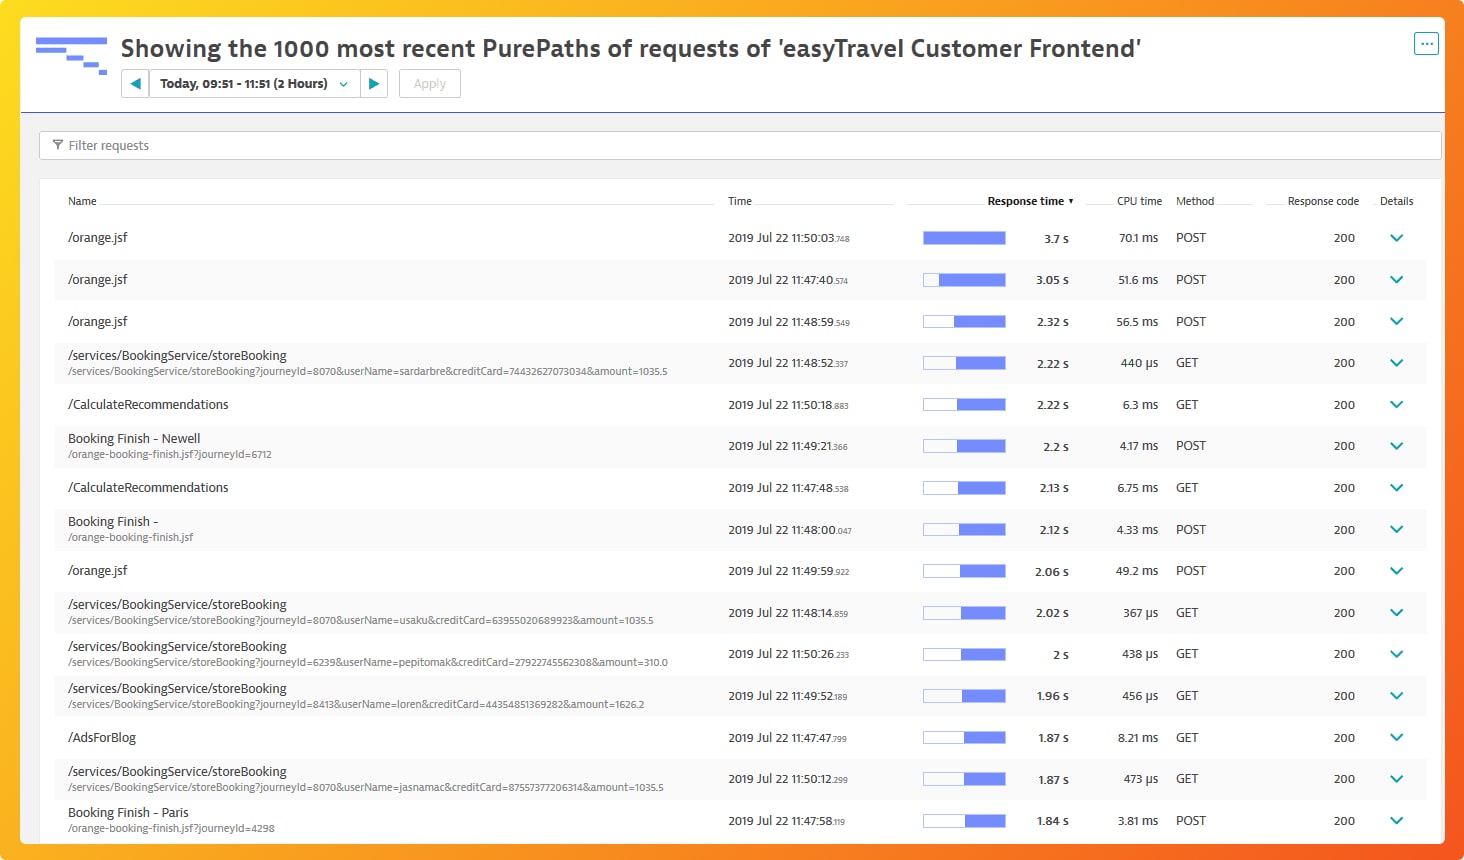 Showing the 1000 most recent PurePaths of requests of 'easyTravel Customer Frontend'
...
Today, 09:51 - 11:51 (2 Hours) Apply
Filter requests
Name Time Response time ▼ CPU time Method Response code Details
/orange.jsf 2019 Jul 22 11:50:03.748 3.7 s 70.1 ms POST 200
/orange.jsf 2019 Jul 22 11:47:40.574 3.05 s 51.6 ms POST 200
/orange.jsf 2019 Jul 22 11:48:59.549 2.32 s 56.5 ms POST 200
/services/BookingService/storeBooking
/services/BookingService/storeBooking?journeyId=8070&userName=sardarbre&creditCard=74432627073034&amount=1035.5 2019 Jul 22 11:48:52.337 2.22 s 440 µs GET 200
/CalculateRecommendations 2019 Jul 22 11:50:18.883 2.22 s 6.3 ms GET 200
Booking Finish - Newell
/orange-booking-finish.jsf?journeyId=6712 2019 Jul 22 11:49:21.366 2.2 s 4.17 ms POST 200
/CalculateRecommendations 2019 Jul 22 11:47:48.538 2.13 s 6.75 ms GET 200
Booking Finish -
/orange-booking-finish.jsf 2019 Jul 22 11:48:00.047 2.12 s 4.33 ms POST 200
/orange.jsf 2019 Jul 22 11:49:59.922 2.06 s 49.2 ms POST 200
/services/BookingService/storeBooking
/services/BookingService/storeBooking?journeyId=8070&userName=usaku&creditCard=63955020689923&amount=1035.5 2019 Jul 22 11:48:14.859 2.02 s 367 µs GET 200
/services/BookingService/storeBooking
/services/BookingService/storeBooking?journeyId=6239&userName=pepitomak&creditCard=27922745562308&amount=310.0 2019 Jul 22 11:50:26.233 2 s 438 µs GET 200
/services/BookingService/storeBooking
/services/BookingService/storeBooking?journeyId=8413&userName=loren&creditCard=44354851369282&amount=1626.2 2019 Jul 22 11:49:52.189 1.96 s 456 µs GET 200
/AdsForBlog 2019 Jul 22 11:47:47.799 1.87 s 8.21 ms GET 200
/services/BookingService/storeBooking
/services/BookingService/storeBooking?journeyId=8070&userName=jasnamac&creditCard=87557377206314&amount=1035.5 2019 Jul 22 11:50:12.299 1.87 s 473 µs GET 200
Booking Finish - Paris
/orange-booking-finish.jsf?journeyId=4298 2019 Jul 22 11:47:58.119 1.84 s 3.81 ms POST 200